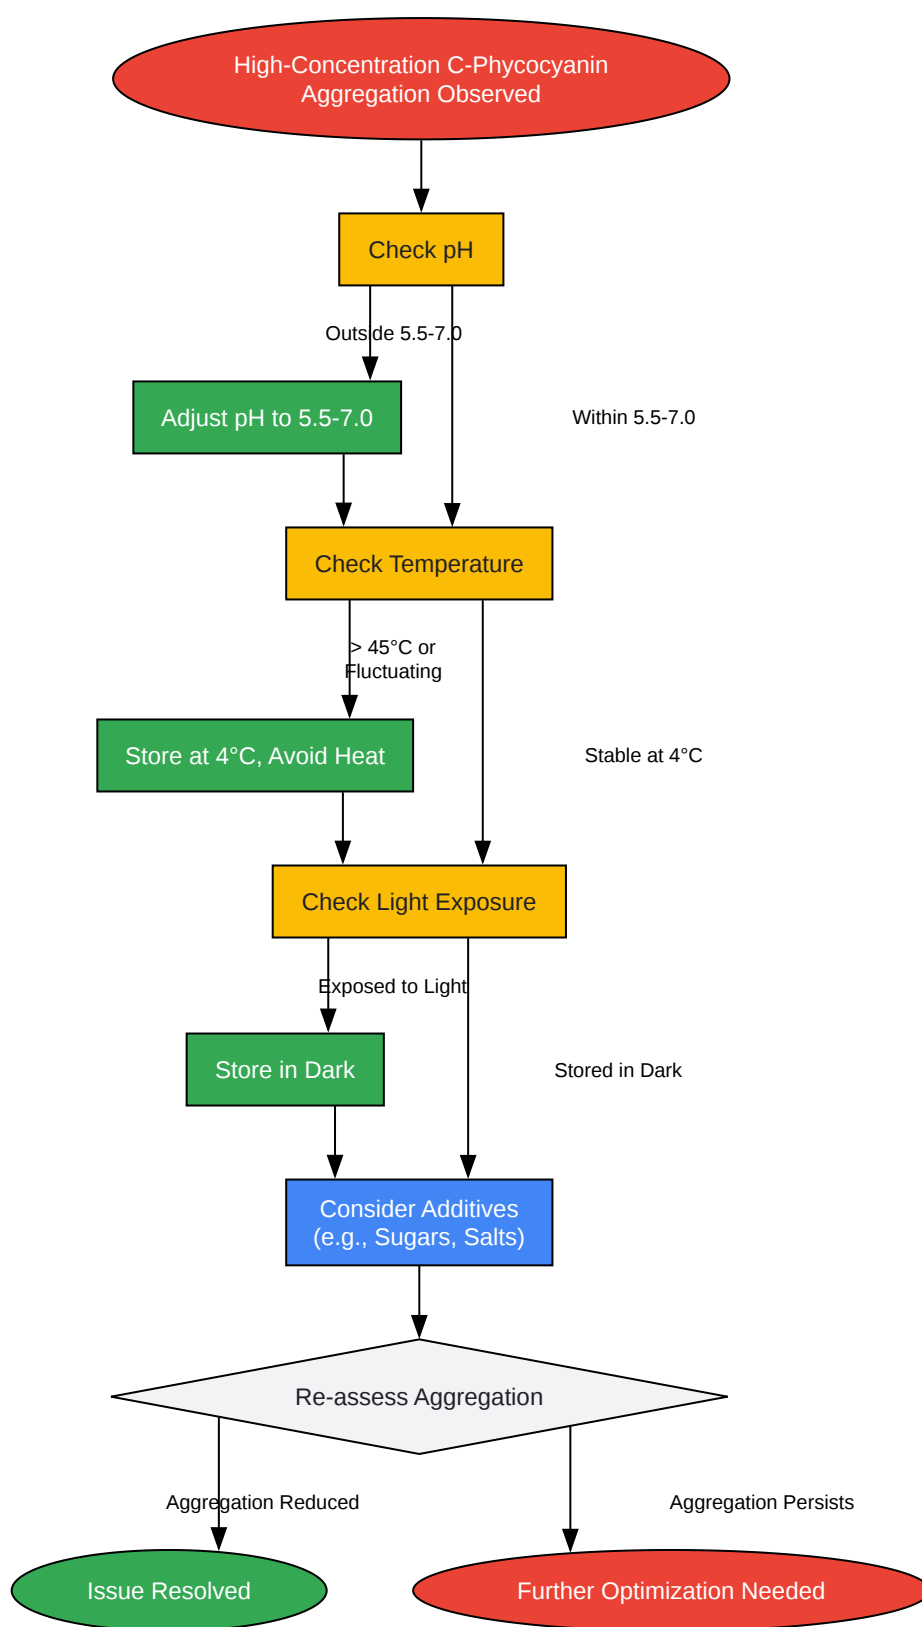 High-Concentration C-Phycocyanin
Aggregation Observed
Check pH
Outside 5.5-7.0
Adjust pH to 5.5-7.0
Within 5.5-7.0
Check Temperature
> 45°C or
Fluctuating
Store at 4°C, Avoid Heat
Stable at 4°C
Check Light Exposure
Exposed to Light
Store in Dark
Stored in Dark
Consider Additives
(e.g., Sugars, Salts)
Re-assess Aggregation
Aggregation Reduced
Aggregation Persists
Issue Resolved
Further Optimization Needed